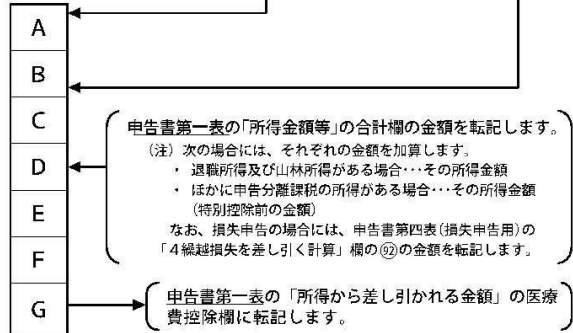 A
B
C
D
E
F
G
申告書第一表の「所得金額等」の合計欄の金額を転記します。
(注) 次の場合には、それぞれの金額を加算します。
・ 退職所得及び山林所得がある場合･･･その所得金額
・ ほかに申告分離課税の所得がある場合･･･その所得金額
(特別控除前の金額)
なお、損失申告の場合には、申告書第四表(損失申告用)の
「4繰越損失を差し引く計算」欄の㉜の金額を転記します。
申告書第一表の「所得から差し引かれる金額」の医療
費控除欄に転記します。